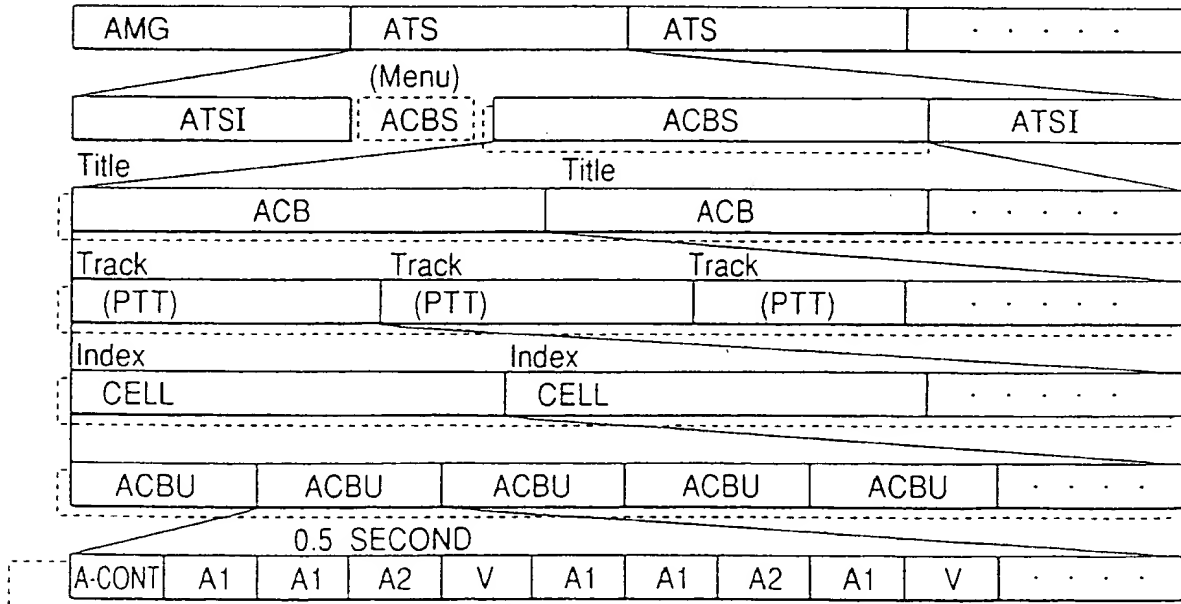 AMG ATS ATS . . . . .
(Menu)
ATSI ACBS ACBS ATSI
Title Title
ACB ACB . . . . .
Track Track Track
(PTT) (PTT) (PTT) . . . . .
Index Index
CELL CELL . . . . .
ACBU ACBU ACBU ACBU ACBU . . . .
0.5 SECOND
A-CONT A1 A1 A2 V A1 A1 A2 A1 V . . . .